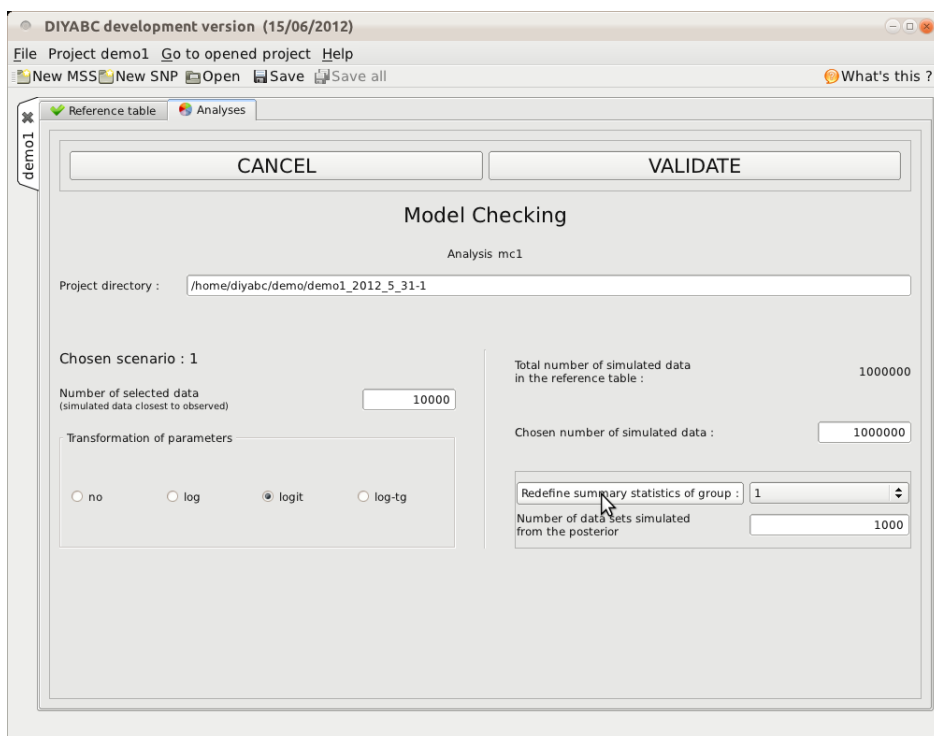 DIYABC development version (15/06/2012)
File Project demo1 Go to opened project Help
New MSS New SNP Open Save Save all What's this ?
demo1
Reference table Analyses
CANCEL VALIDATE
Model Checking
Analysis mc1
Project directory : /home/diyabc/demo/demo1_2012_5_31-1
Chosen scenario : 1
Number of selected data
(simulated data closest to observed)
10000
Transformation of parameters
no log logit log-tg
Total number of simulated data
in the reference table :
1000000
Chosen number of simulated data : 1000000
Redefine summary statistics of group : 1
Number of data sets simulated
from the posterior
1000